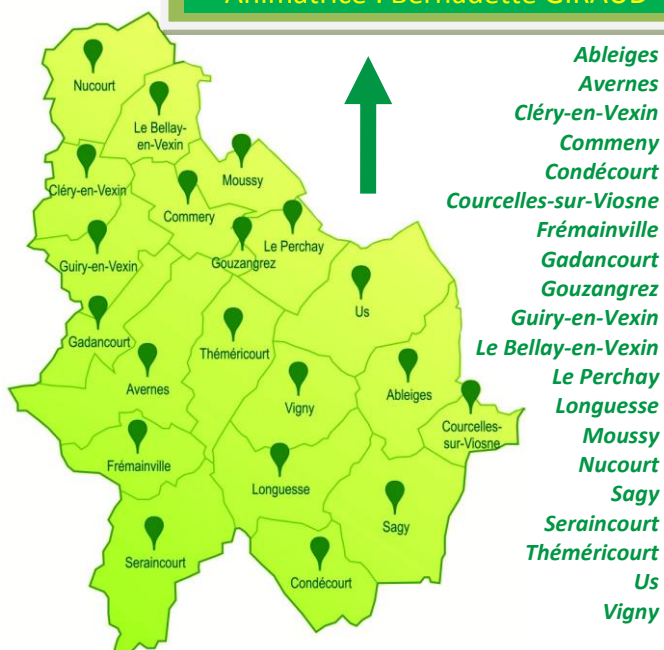 Animatrice : Bernadette GIRAUD
Nucourt
Le Bellay-
en-Vexin
Cléry-en-Vexin
Moussy
Commery
Le Perchay
Gouzangrez
Guiry-en-Vexin
Us
Gadancourt
Théméricourt
Avernes
Vigny
Ableiges
Courcelles-
sur-Viosne
Frémainville
Longuesse
Sagy
Seraincourt
Condécourt
Ableiges
Avernes
Cléry-en-Vexin
Commeny
Condécourt
Courcelles-sur-Viosne
Frémainville
Gadancourt
Gouzangrez
Guiry-en-Vexin
Le Bellay-en-Vexin
Le Perchay
Longuesse
Moussy
Nucourt
Sagy
Seraincourt
Théméricourt
Us
Vigny